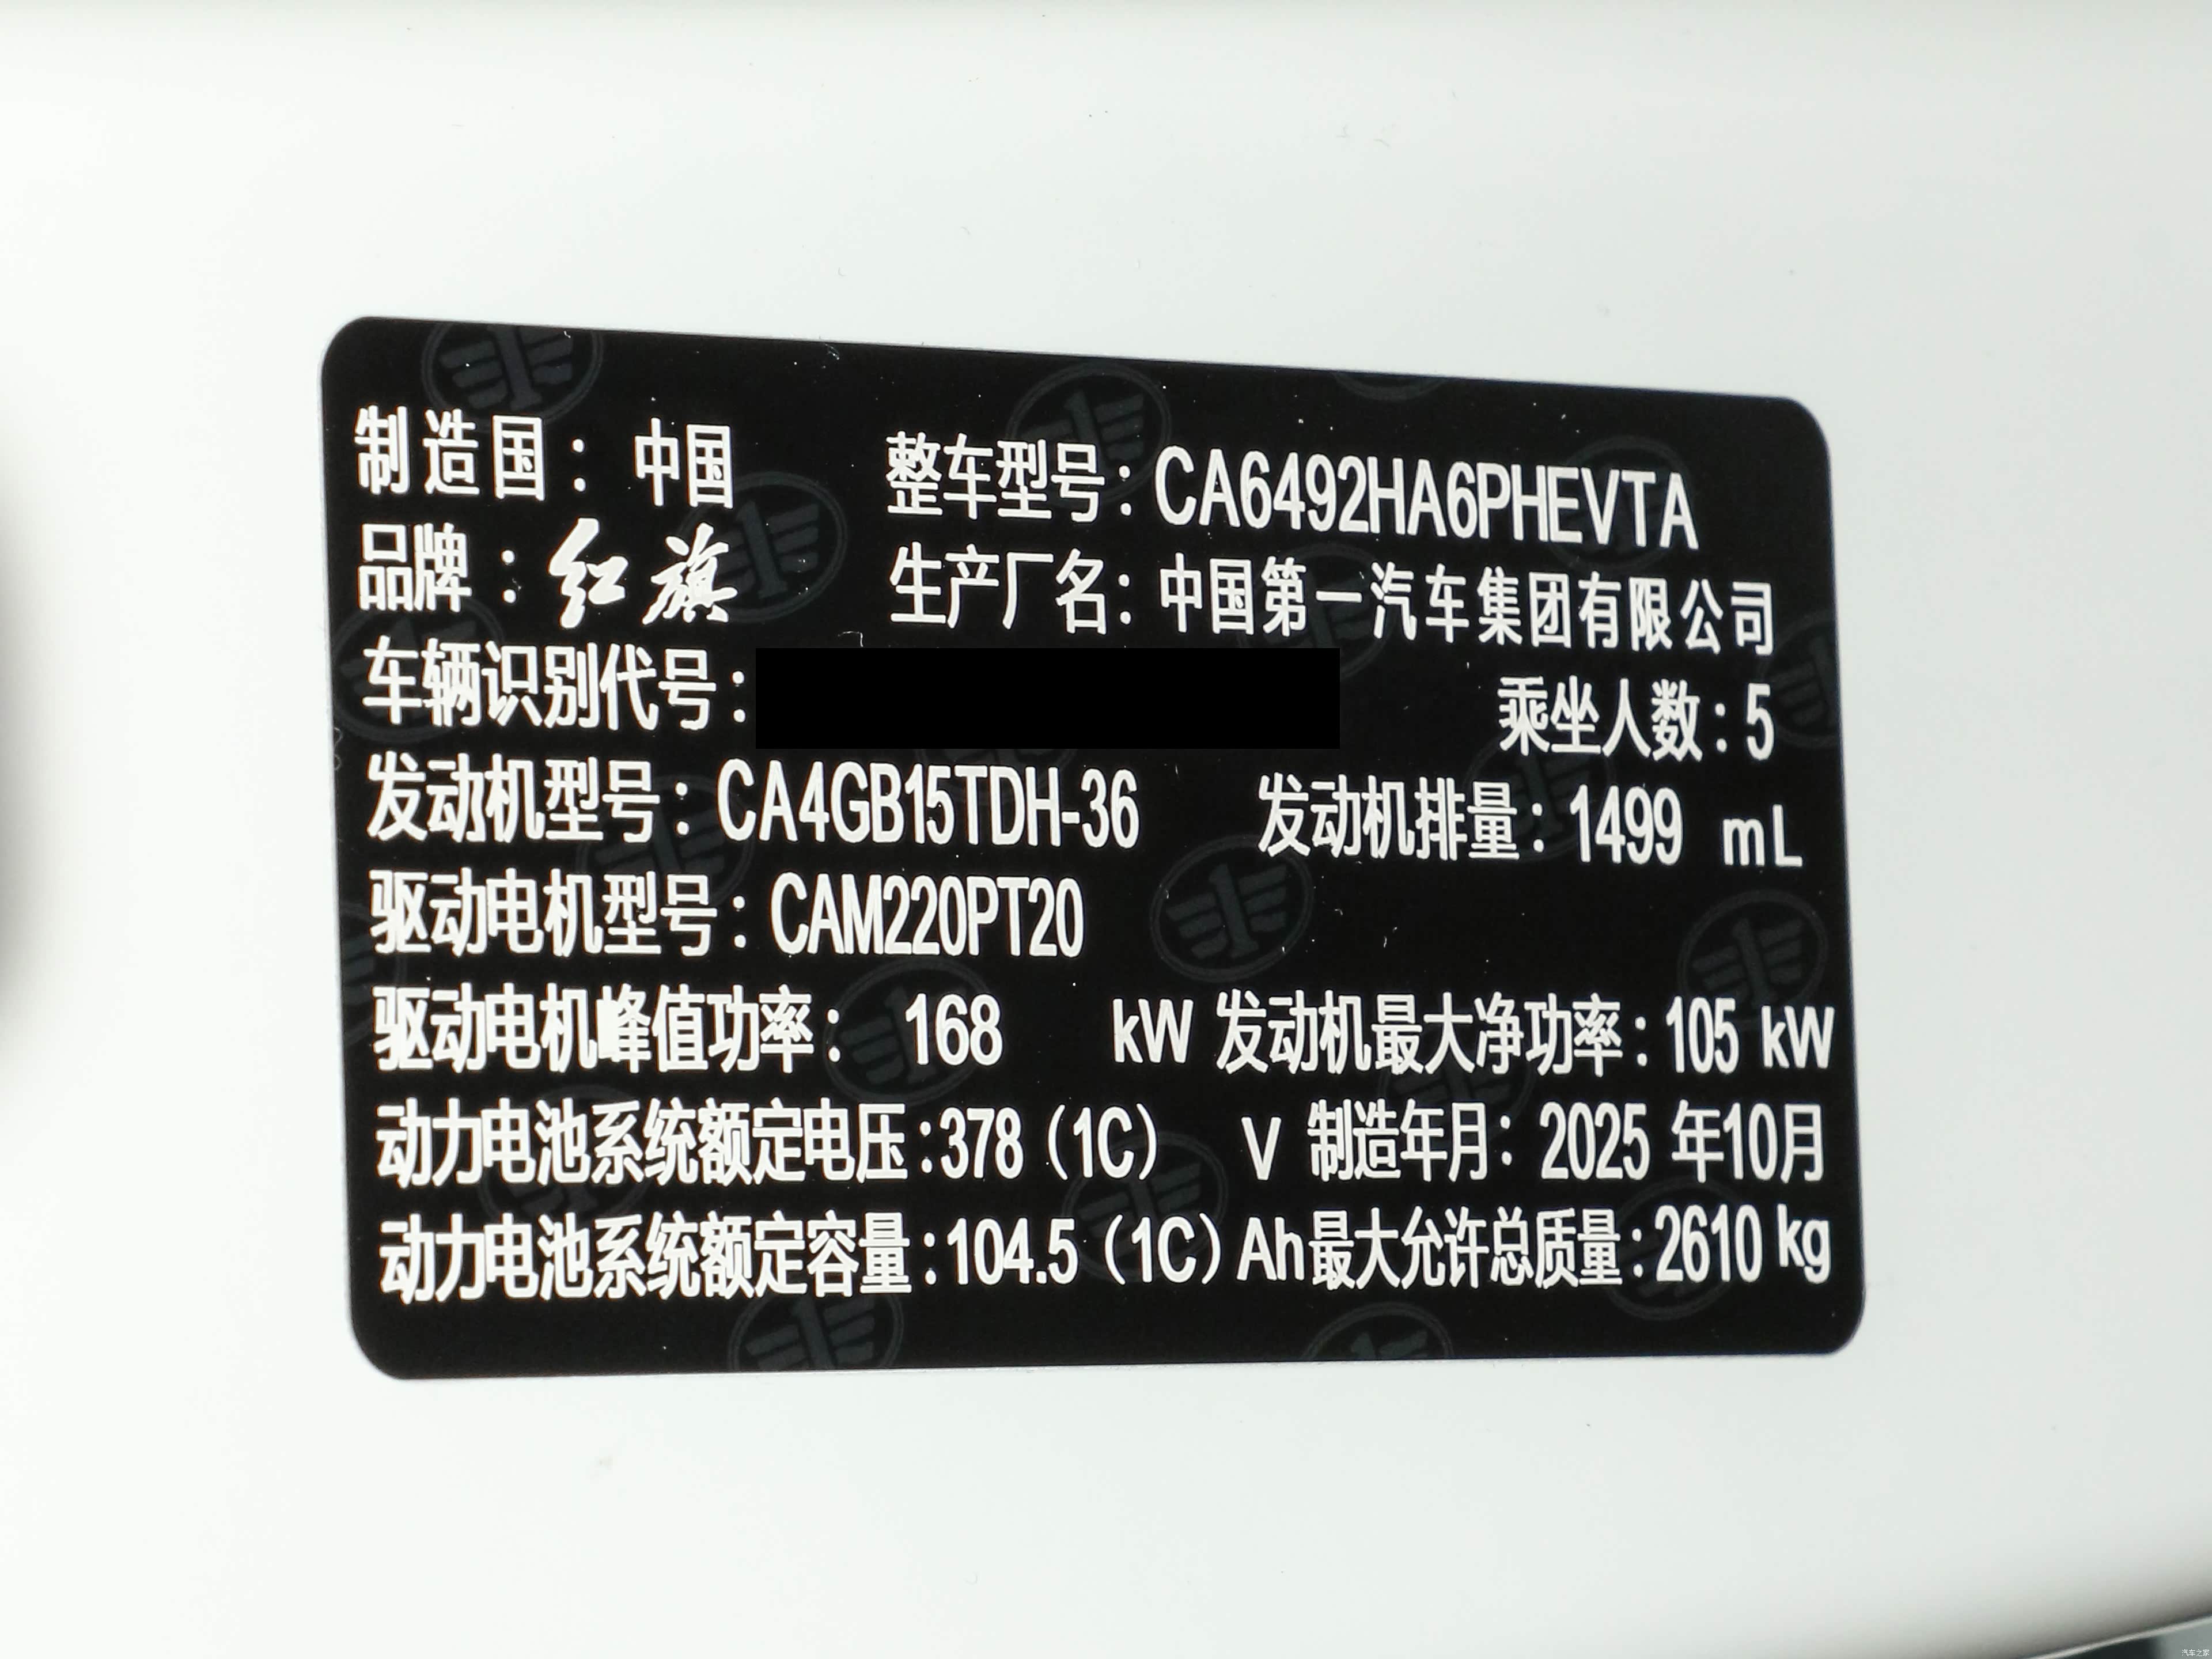 制造国：中国 整车型号：CA6492HA6PHEVTA
品牌：红旗 生产厂名：中国第一汽车集团有限公司
车辆识别代号： 乘坐人数：5
发动机型号：CA4GB15TDH-36 发动机排量：1499 mL
驱动电机型号：CAM220PT20
驱动电机峰值功率：168 kW 发动机最大净功率：105 kW
动力电池系统额定电压：378（1C） V 制造年月：2025 年10月
动力电池系统额定容量：104.5（1C）Ah 最大允许总质量：2610 kg
汽车之家